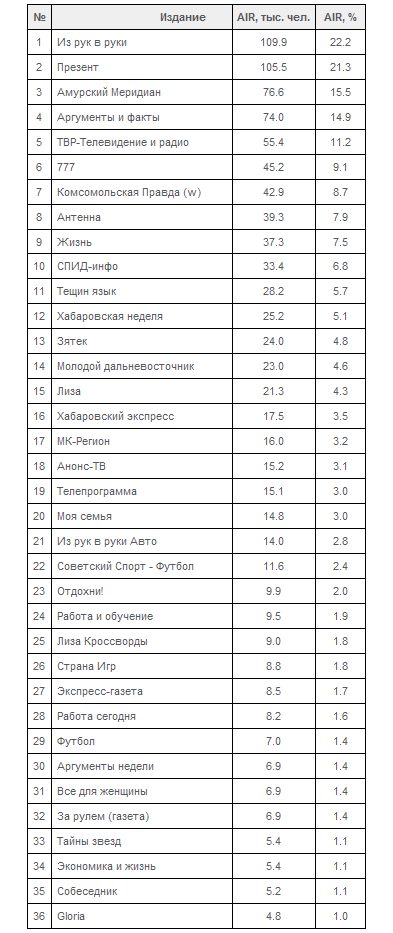 № Издание AIR, тыс. чел. AIR, %
1 Из рук в руки 109.9 22.2
2 Презент 105.5 21.3
3 Амурский Меридиан 76.6 15.5
4 Аргументы и факты 74.0 14.9
5 ТВР-Телевидение и радио 55.4 11.2
6 777 45.2 9.1
7 Комсомольская Правда (w) 42.9 8.7
8 Антенна 39.3 7.9
9 Жизнь 37.3 7.5
10 СПИД-инфо 33.4 6.8
11 Тещин язык 28.2 5.7
12 Хабаровская неделя 25.2 5.1
13 Зятек 24.0 4.8
14 Молодой дальневосточник 23.0 4.6
15 Лиза 21.3 4.3
16 Хабаровский экспресс 17.5 3.5
17 МК-Регион 16.0 3.2
18 Анонс-ТВ 15.2 3.1
19 Телепрограмма 15.1 3.0
20 Моя семья 14.8 3.0
21 Из рук в руки Авто 14.0 2.8
22 Советский Спорт - Футбол 11.6 2.4
23 Отдохни! 9.9 2.0
24 Работа и обучение 9.5 1.9
25 Лиза Кроссворды 9.0 1.8
26 Страна Игр 8.8 1.8
27 Экспресс-газета 8.5 1.7
28 Работа сегодня 8.2 1.6
29 Футбол 7.0 1.4
30 Аргументы недели 6.9 1.4
31 Все для женщины 6.9 1.4
32 За рулем (газета) 6.9 1.4
33 Тайны звезд 5.4 1.1
34 Экономика и жизнь 5.4 1.1
35 Собеседник 5.2 1.1
36 Gloria 4.8 1.0